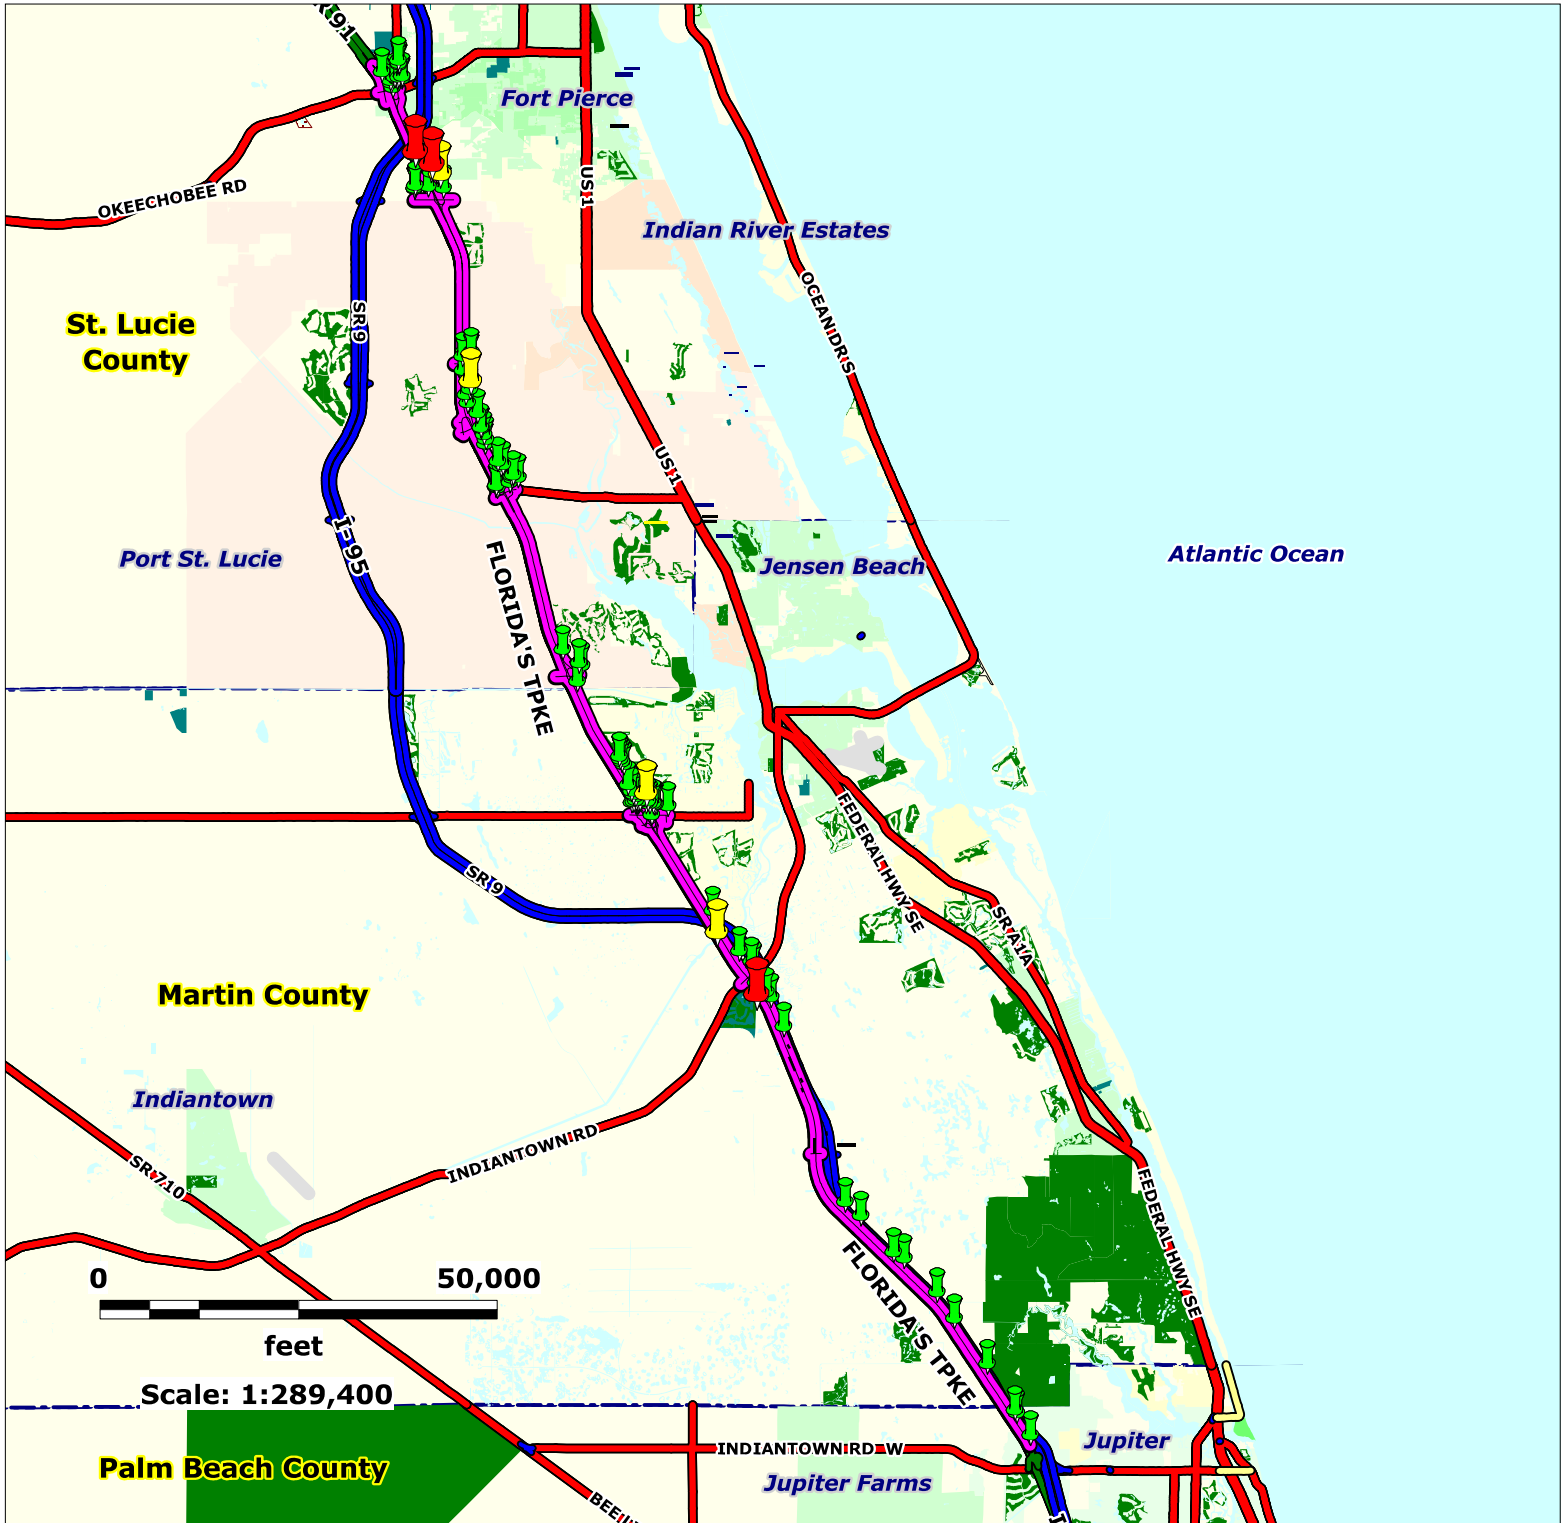 R 91
Fort Pierce
OKEECHOBEE RD
US 1
Indian River Estates
OCEAN DR S
St. Lucie
County
SR 9
US 1
I-95
Port St. Lucie
FLORIDA'S TPKE
Jensen Beach
Atlantic Ocean
FEDERAL HWY SE
SR 9
SR A1A
Martin County
Indiantown
INDIANTOWN RD
SR 710
FEDERAL HWY SE
FLORIDA'S TPKE
0
50,000
feet
Scale: 1:289,400
Palm Beach County
INDIANTOWN RD W
Jupiter
Jupiter Farms